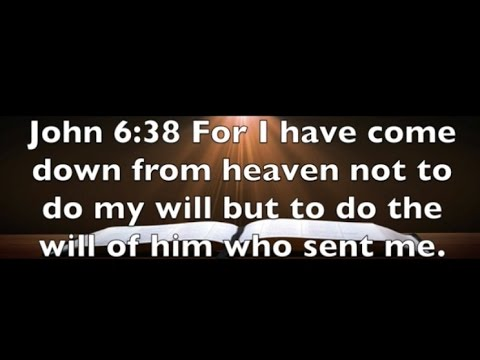 John 6:38 For I have come
down from heaven not to
do my will but to do the
will of him who sent me.